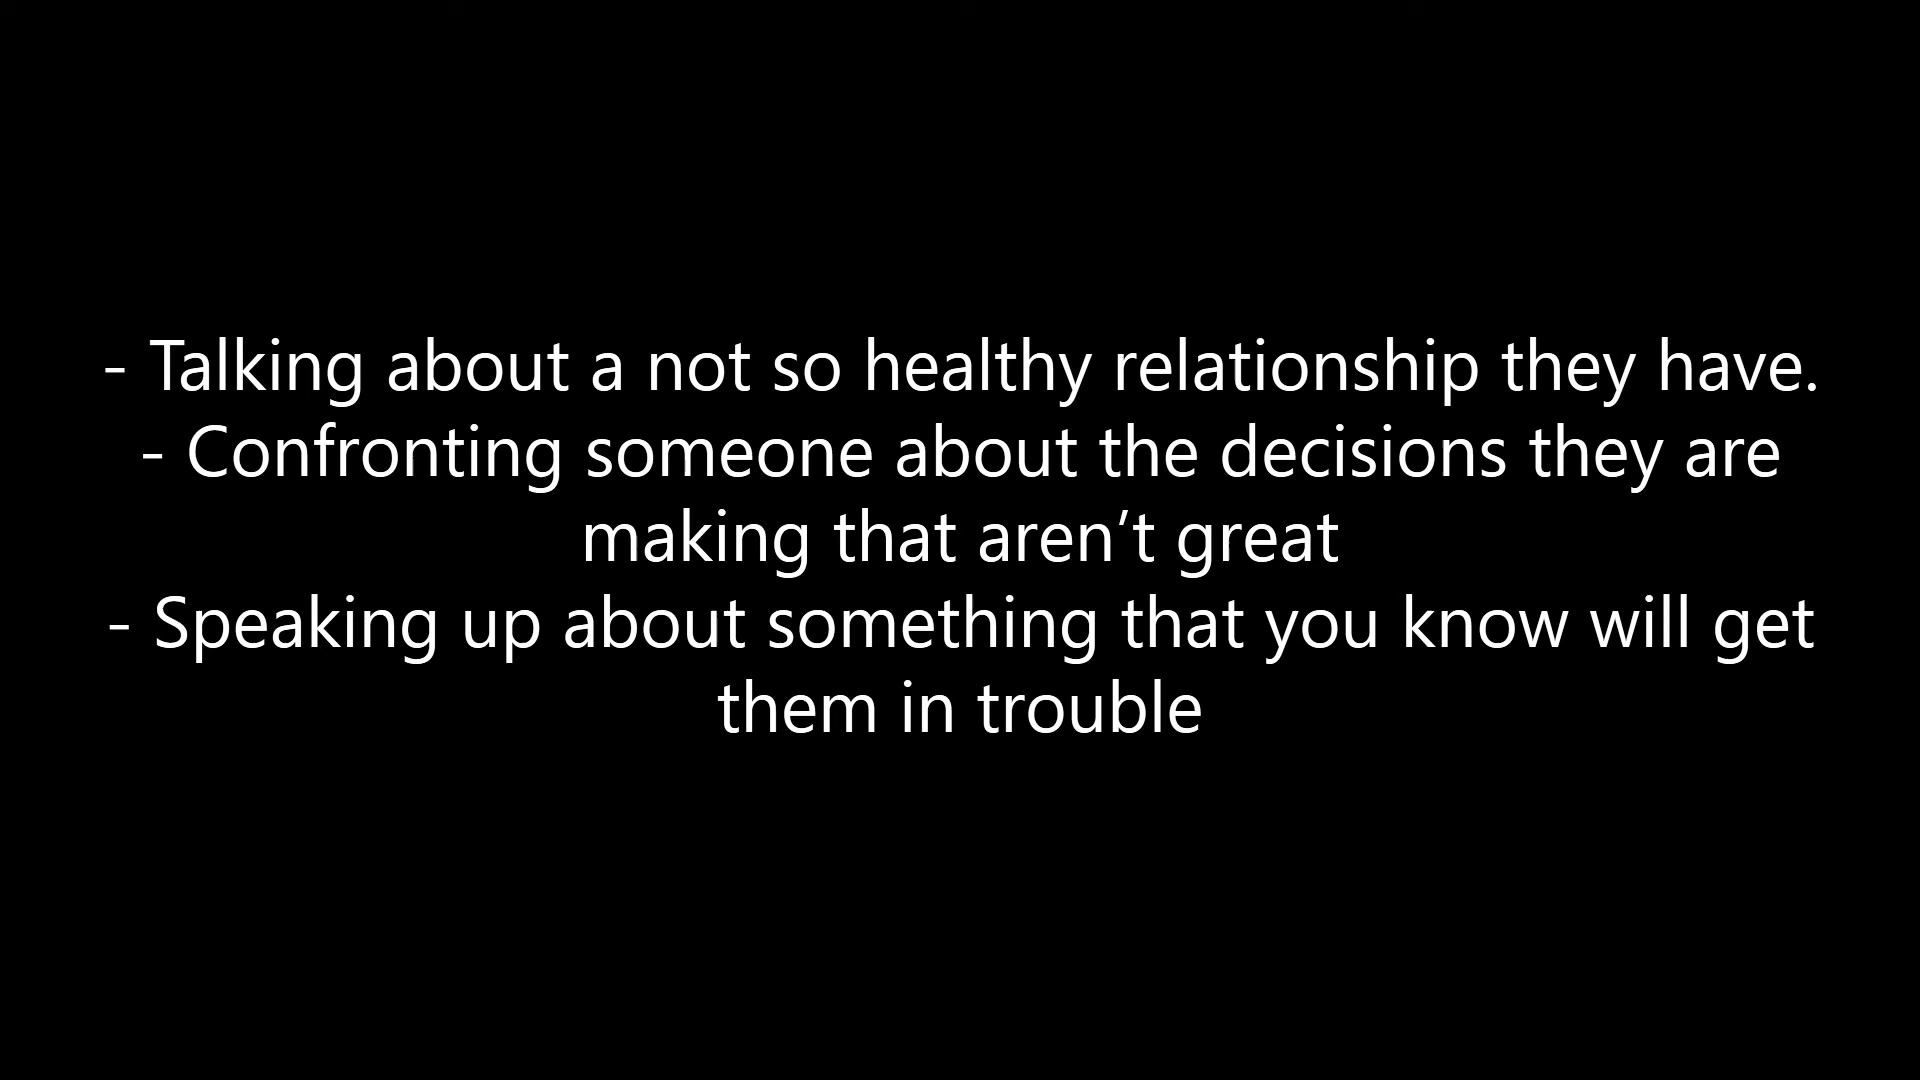 - Talking about a not so healthy relationship they have.
- Confronting someone about the decisions they are
making that aren’t great
- Speaking up about something that you know will get
them in trouble